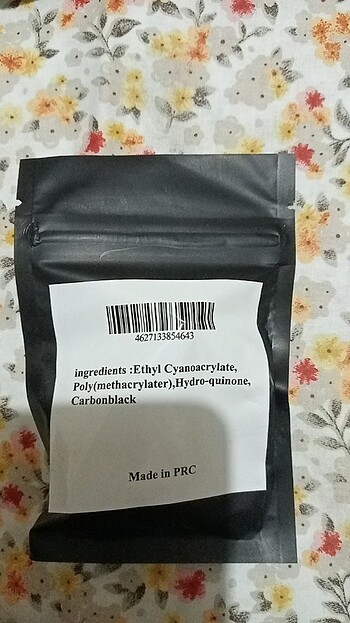 4627133854643
ingredients :Ethyl Cyanoacrylate,
Poly(methacrylater),Hydro-quinone,
Carbonblack
Made in PRC